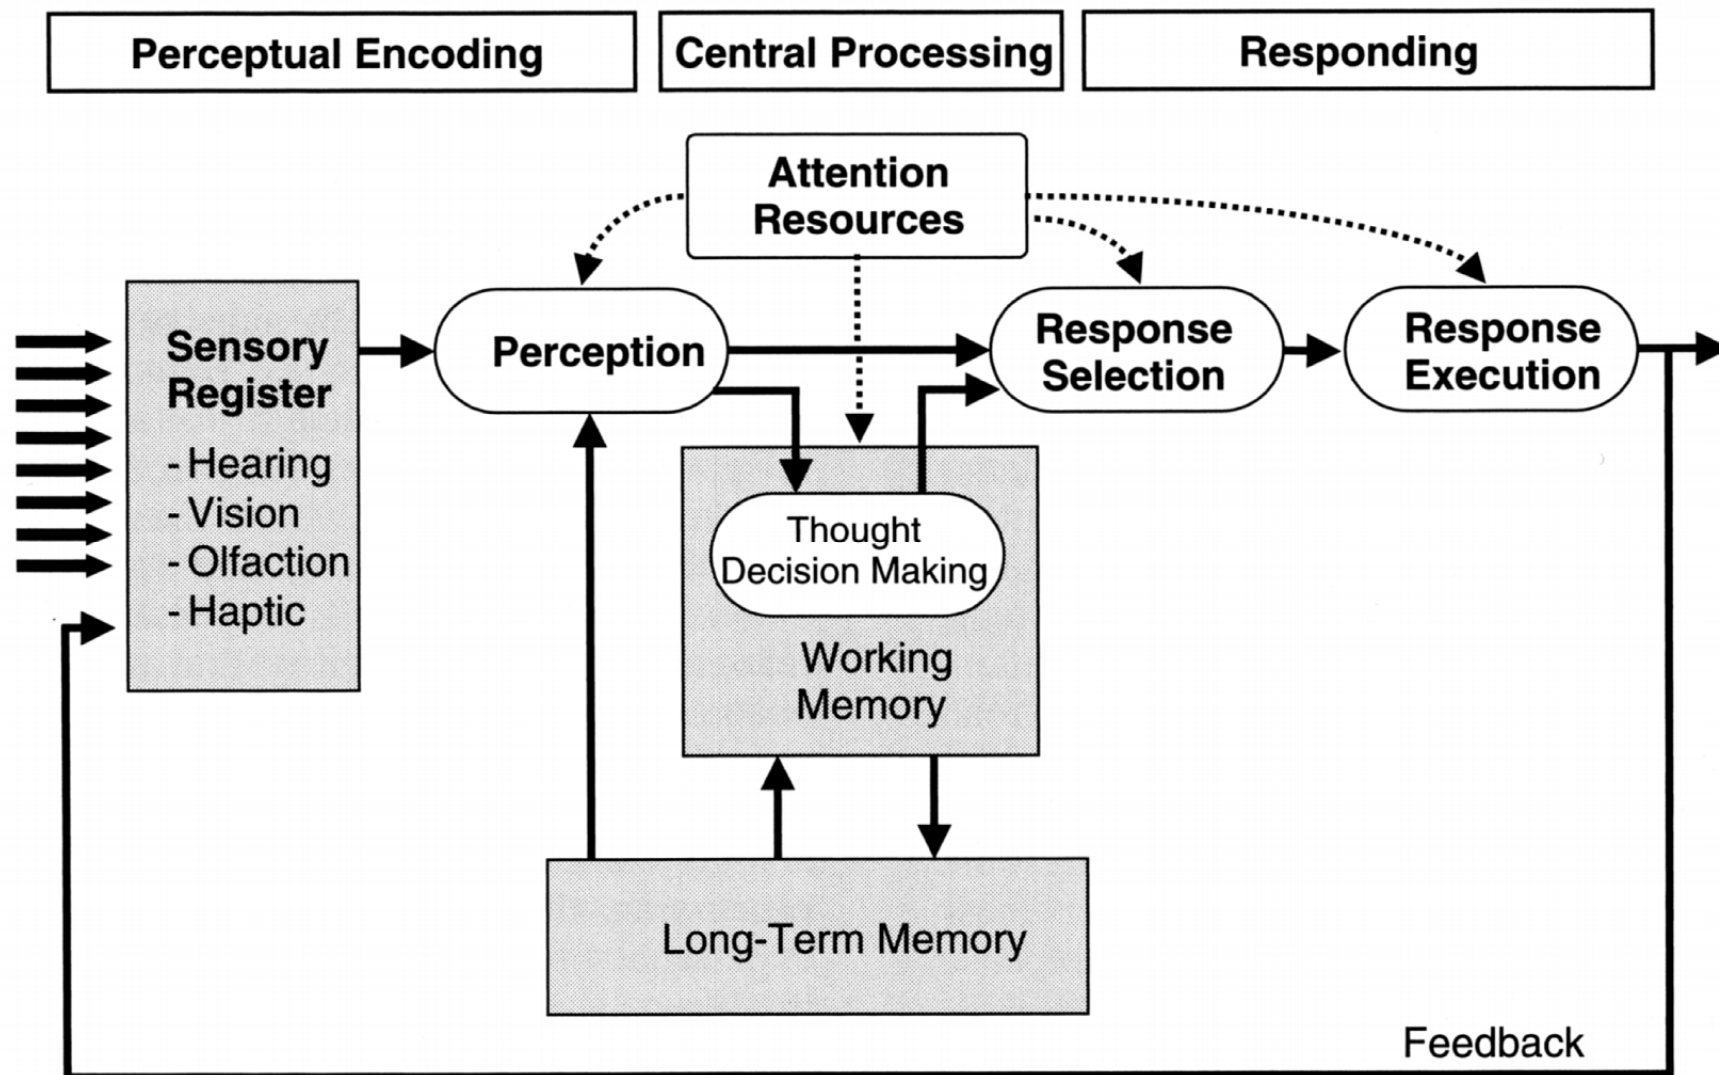 Perceptual Encoding
Central Processing
Responding
Attention
Resources
Sensory
Register
- Hearing
- Vision
- Olfaction
- Haptic
Perception
Response
Selection
Response
Execution
Thought
Decision Making
Working
Memory
Long-Term Memory
Feedback